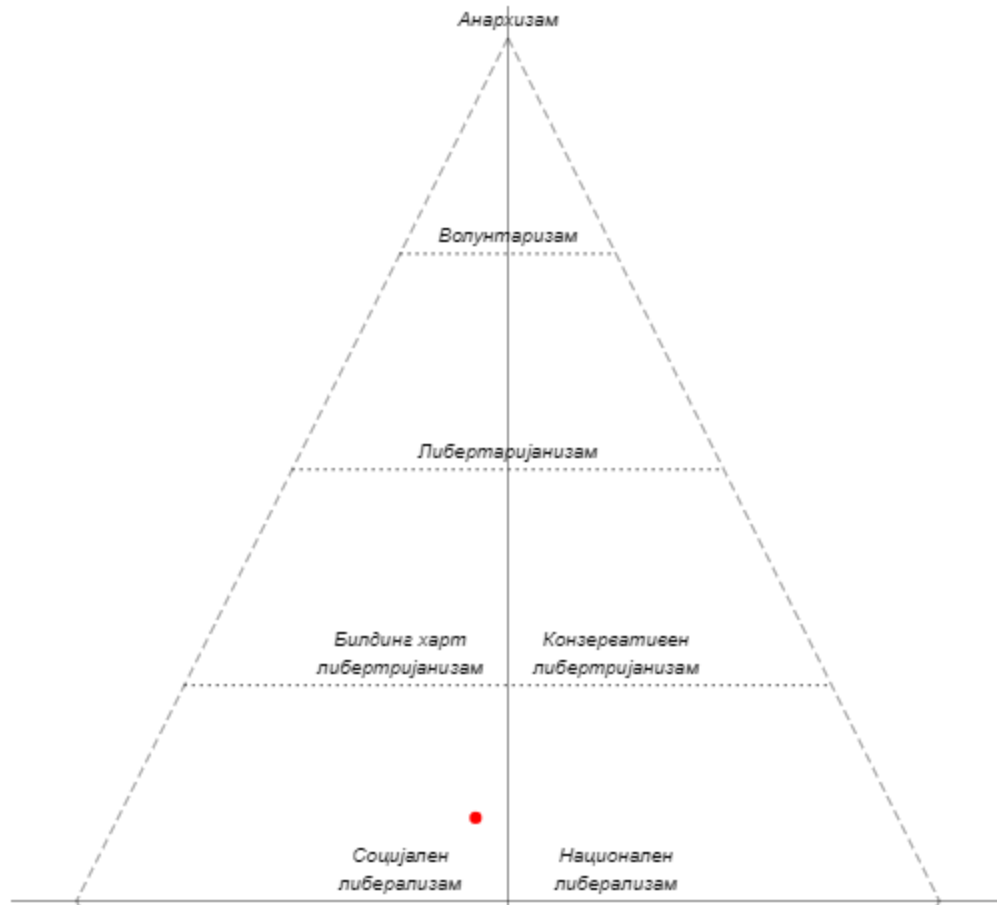 Анархизам
Волунтаризам
Либертаријанизам
Билдинг харт
либертријанизам
Конзервативен
либертријанизам
Социјален
либерализам
Национален
либерализам